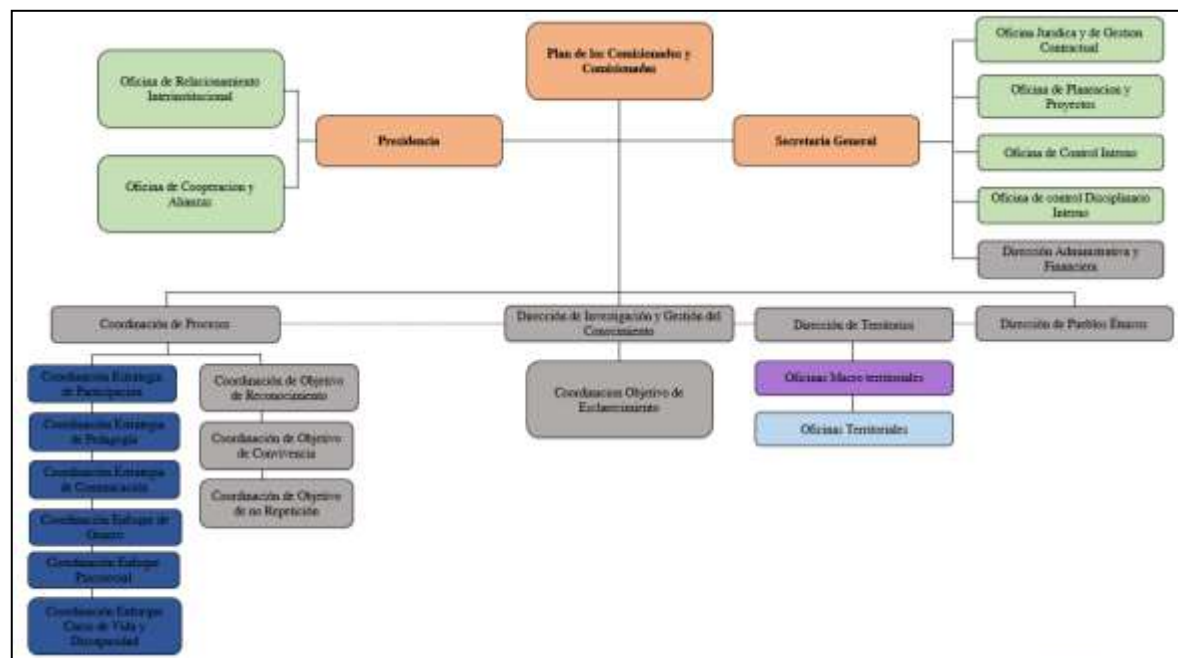 Plan de los Comisionados y
Comisionados
Oficina de Relacionamiento
Interinstitucional
Oficina de Cooperacion y
Alianzas
Presidencia
Secretaría General
Oficina Juridica y de Gestion
Contractual
Oficina de Planeacion y
Proyectos
Oficina de Control Interno
Oficina de control Disciplinario
Interno
Dirección Administrativa y
Financiera
Coordinación de Procesos
Dirección de Investigación y Gestión del
Conocimiento
Dirección de Territorios
Dirección de Pueblos Étnicos
Coordinación Estrategia
de Participación
Coordinación Estrategia
de Pedagogía
Coordinación Estrategia
de Comunicación
Coordinación Enfoque de
Genero
Coordinación Enfoque
Psicosocial
Coordinación
Curso de Vida y
Discapacidad
Coordinación de Objetivo
de Reconocimiento
Coordinación de Objetivo
de Convivencia
Coordinación de Objetivo
de no Repetición
Coordinacion Objetivo de
Esclarecimiento
Oficinas Macro territoriales
Oficinas Territoriales